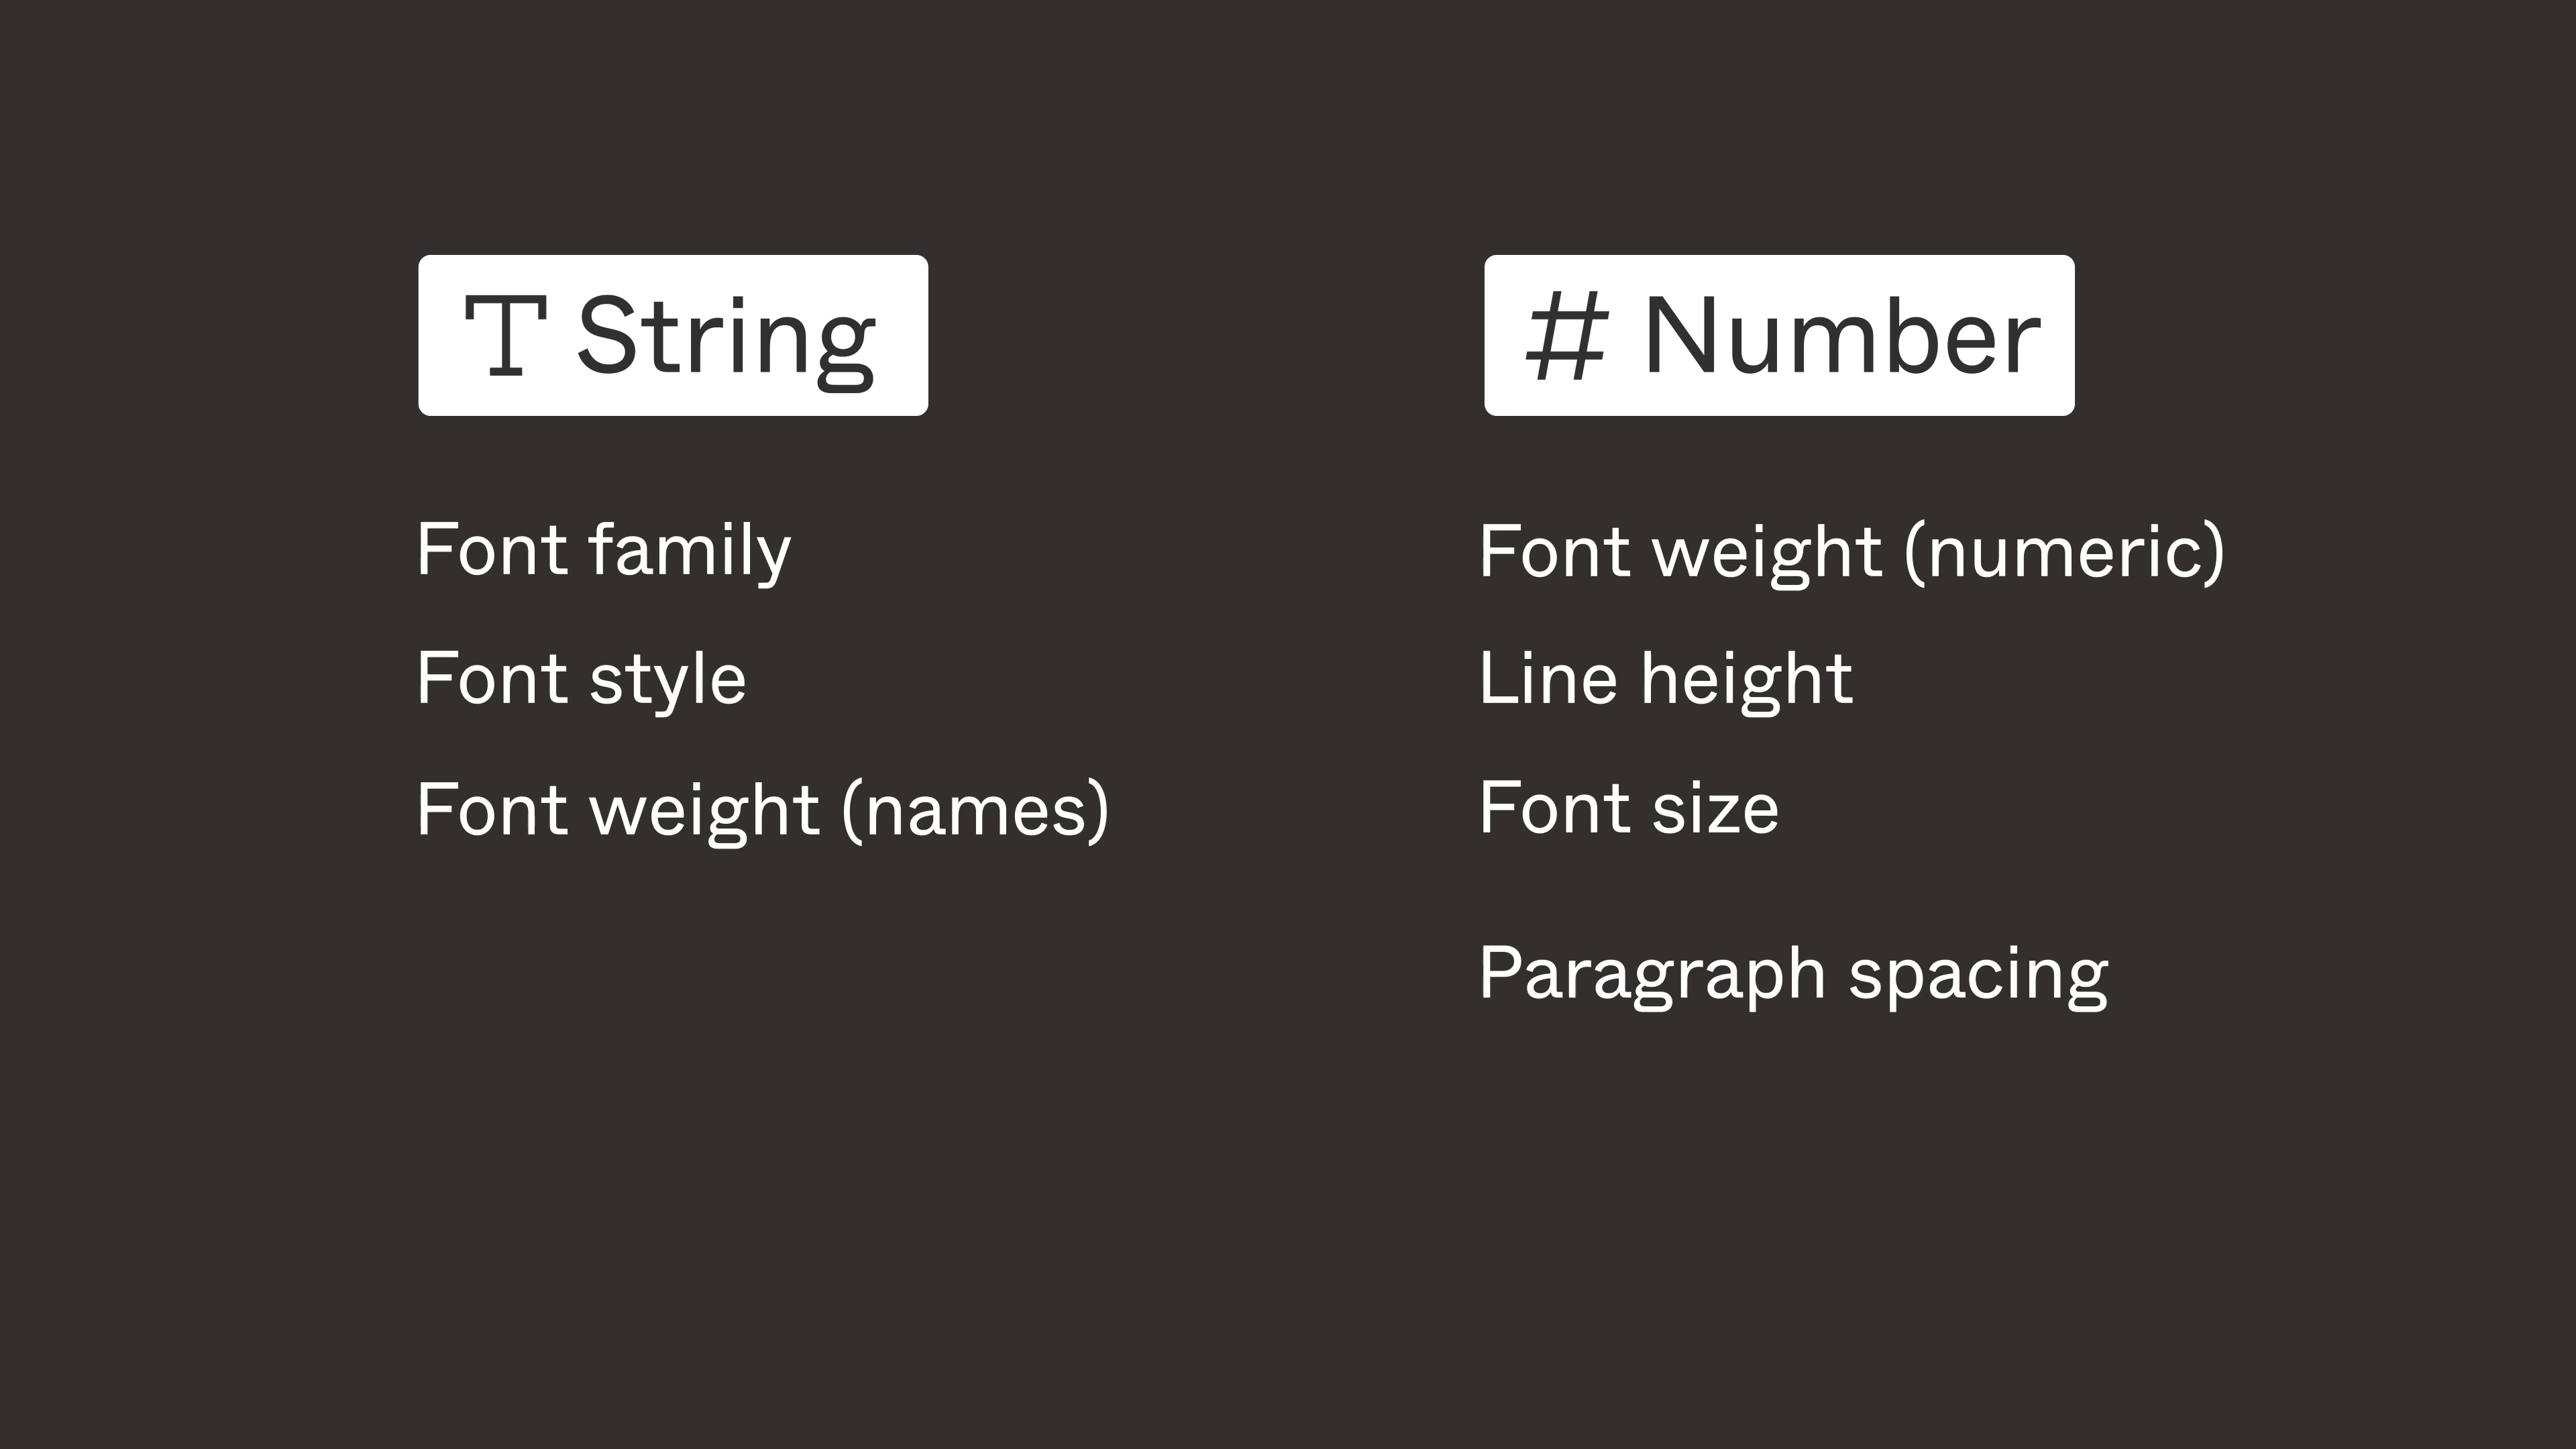 T String
Font family
Font style
Font weight (names)
# Number
Font weight (numeric)
Line height
Font size
Paragraph spacing